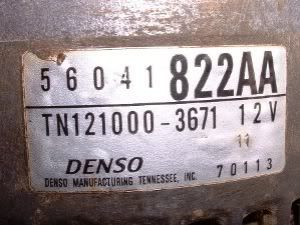 56041 822AA
TN121000-3671 12V
11
DENSO 70113
DENSO MANUFACTURING TENNESSEE, INC.